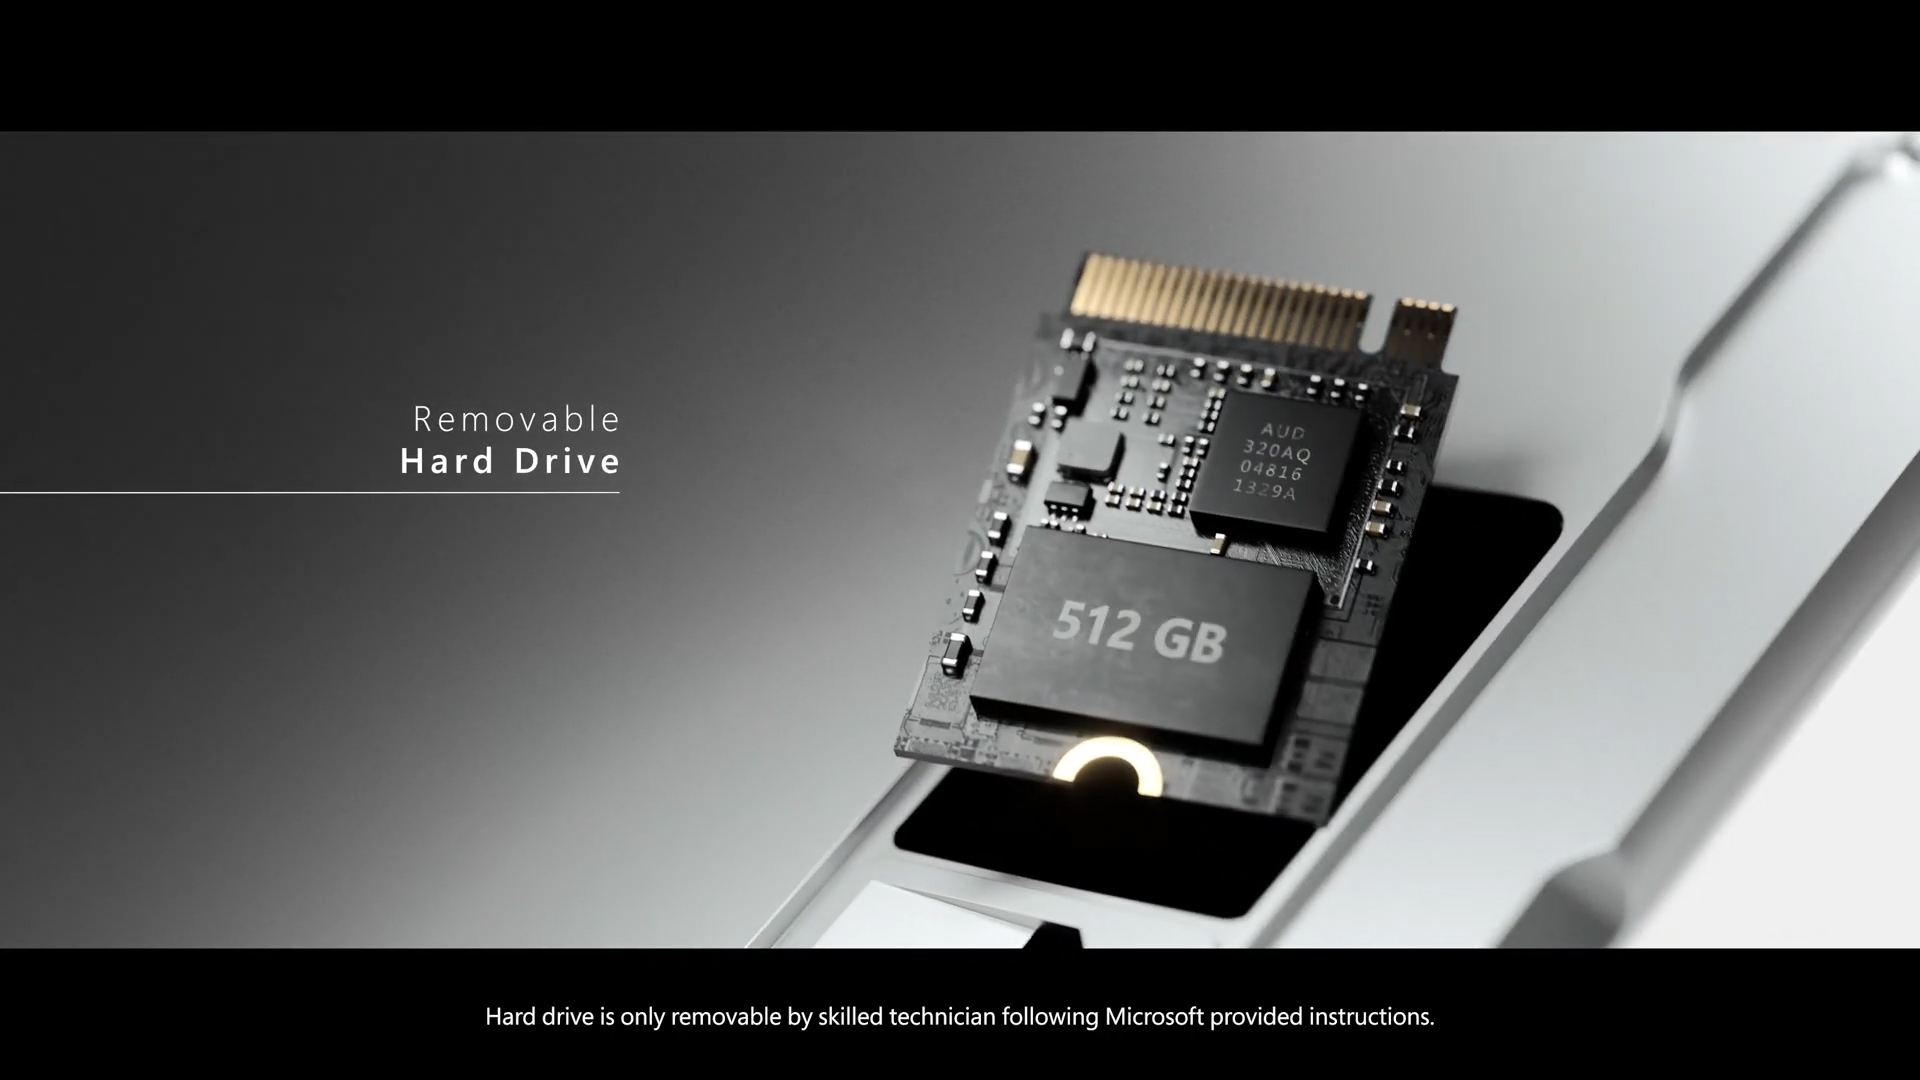 Removable
Hard Drive
AUD
320AQ
04816
1329A
512 GB
Hard drive is only removable by skilled technician following Microsoft provided instructions.